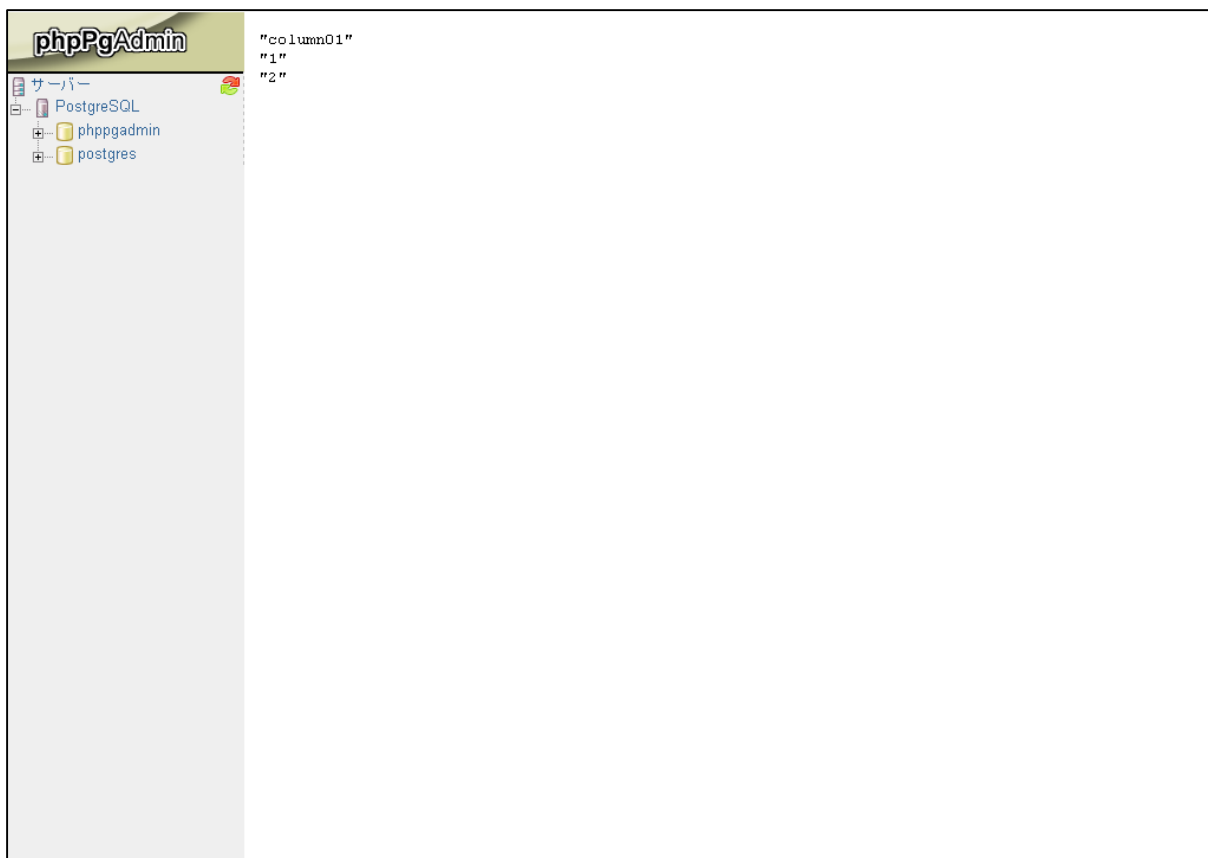 phpPgAdmin
サーバー
PostgreSQL
phppgadmin
postgres
"column01"
"1"
"2"